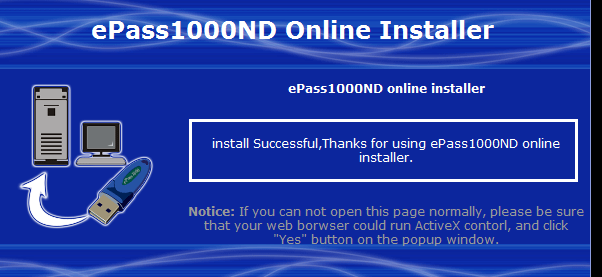 ePass1000ND Online Installer
ePass1000ND online installer
install Successful,Thanks for using ePass1000ND online
installer.
Notice: If you can not open this page normally, please be sure
that your web borwser could run ActiveX contorl, and click
"Yes" button on the popup window.